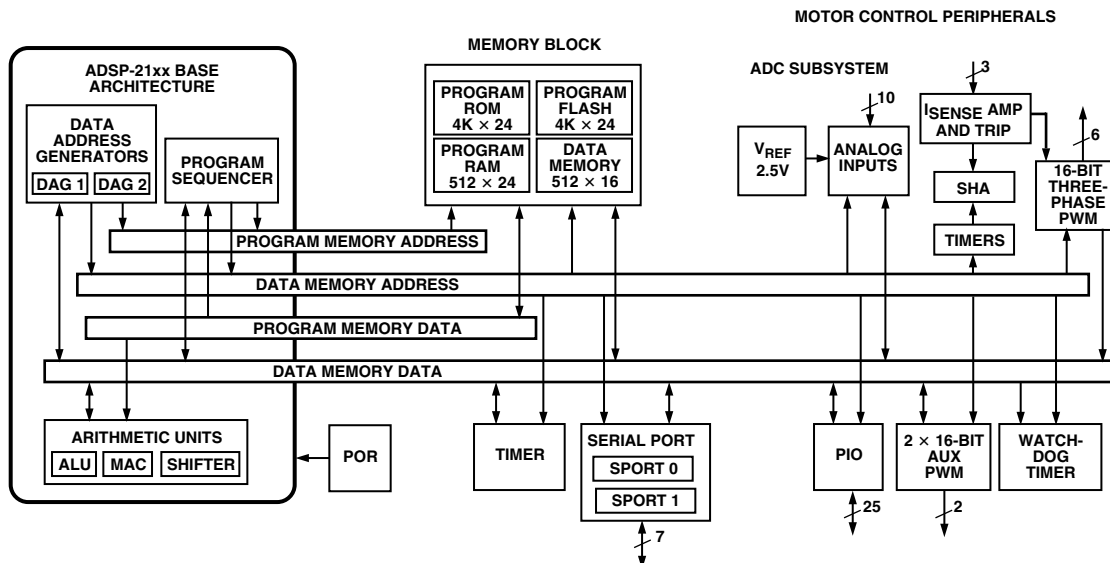 MOTOR CONTROL PERIPHERALS
MEMORY BLOCK
ADSP-21xx BASE
ARCHITECTURE
ADC SUBSYSTEM
3
10
6
DATA
ADDRESS
GENERATORS
DAG 1
DAG 2
PROGRAM
SEQUENCER
PROGRAM
ROM
4K × 24
PROGRAM
FLASH
4K × 24
PROGRAM
RAM
512 × 24
DATA
MEMORY
512 × 16
VREF
2.5V
ANALOG
INPUTS
ISENSE AMP
AND TRIP
SHA
TIMERS
16-BIT
THREE-
PHASE
PWM
PROGRAM MEMORY ADDRESS
DATA MEMORY ADDRESS
PROGRAM MEMORY DATA
DATA MEMORY DATA
ARITHMETIC UNITS
ALU
MAC
SHIFTER
POR
TIMER
SERIAL PORT
SPORT 0
SPORT 1
7
PIO
25
2 × 16-BIT
AUX
PWM
2
WATCH-
DOG
TIMER